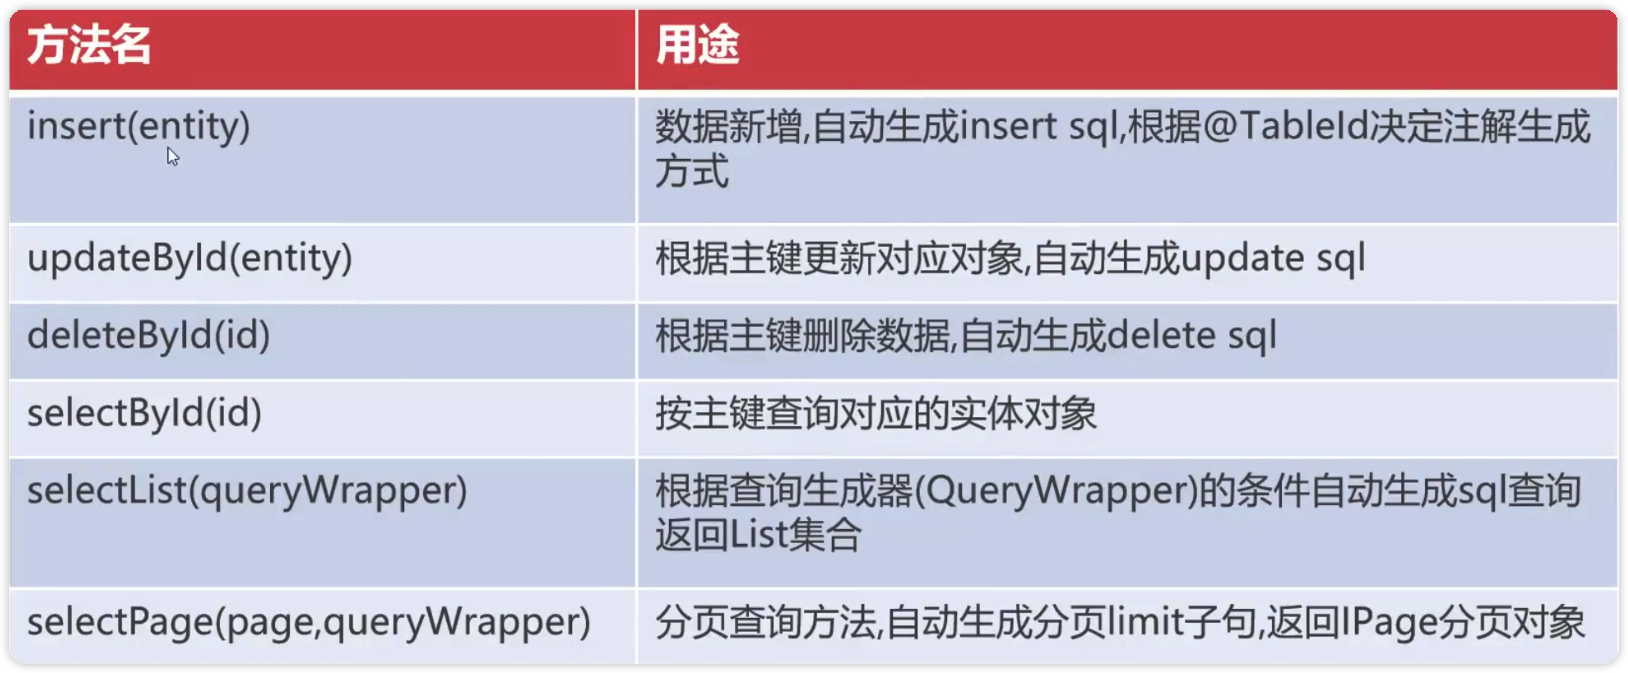 方法名
用途
insert(entity)
数据新增,自动生成insert sql,根据@TableId决定注解生成
方式
updateById(entity)
根据主键更新对应对象,自动生成update sql
deleteById(id)
根据主键删除数据,自动生成delete sql
selectById(id)
按主键查询对应的实体对象
selectList(queryWrapper)
根据查询生成器(QueryWrapper)的条件自动生成sql查询
返回List集合
selectPage(page,queryWrapper)
分页查询方法,自动生成分页limit子句,返回IPage分页对象